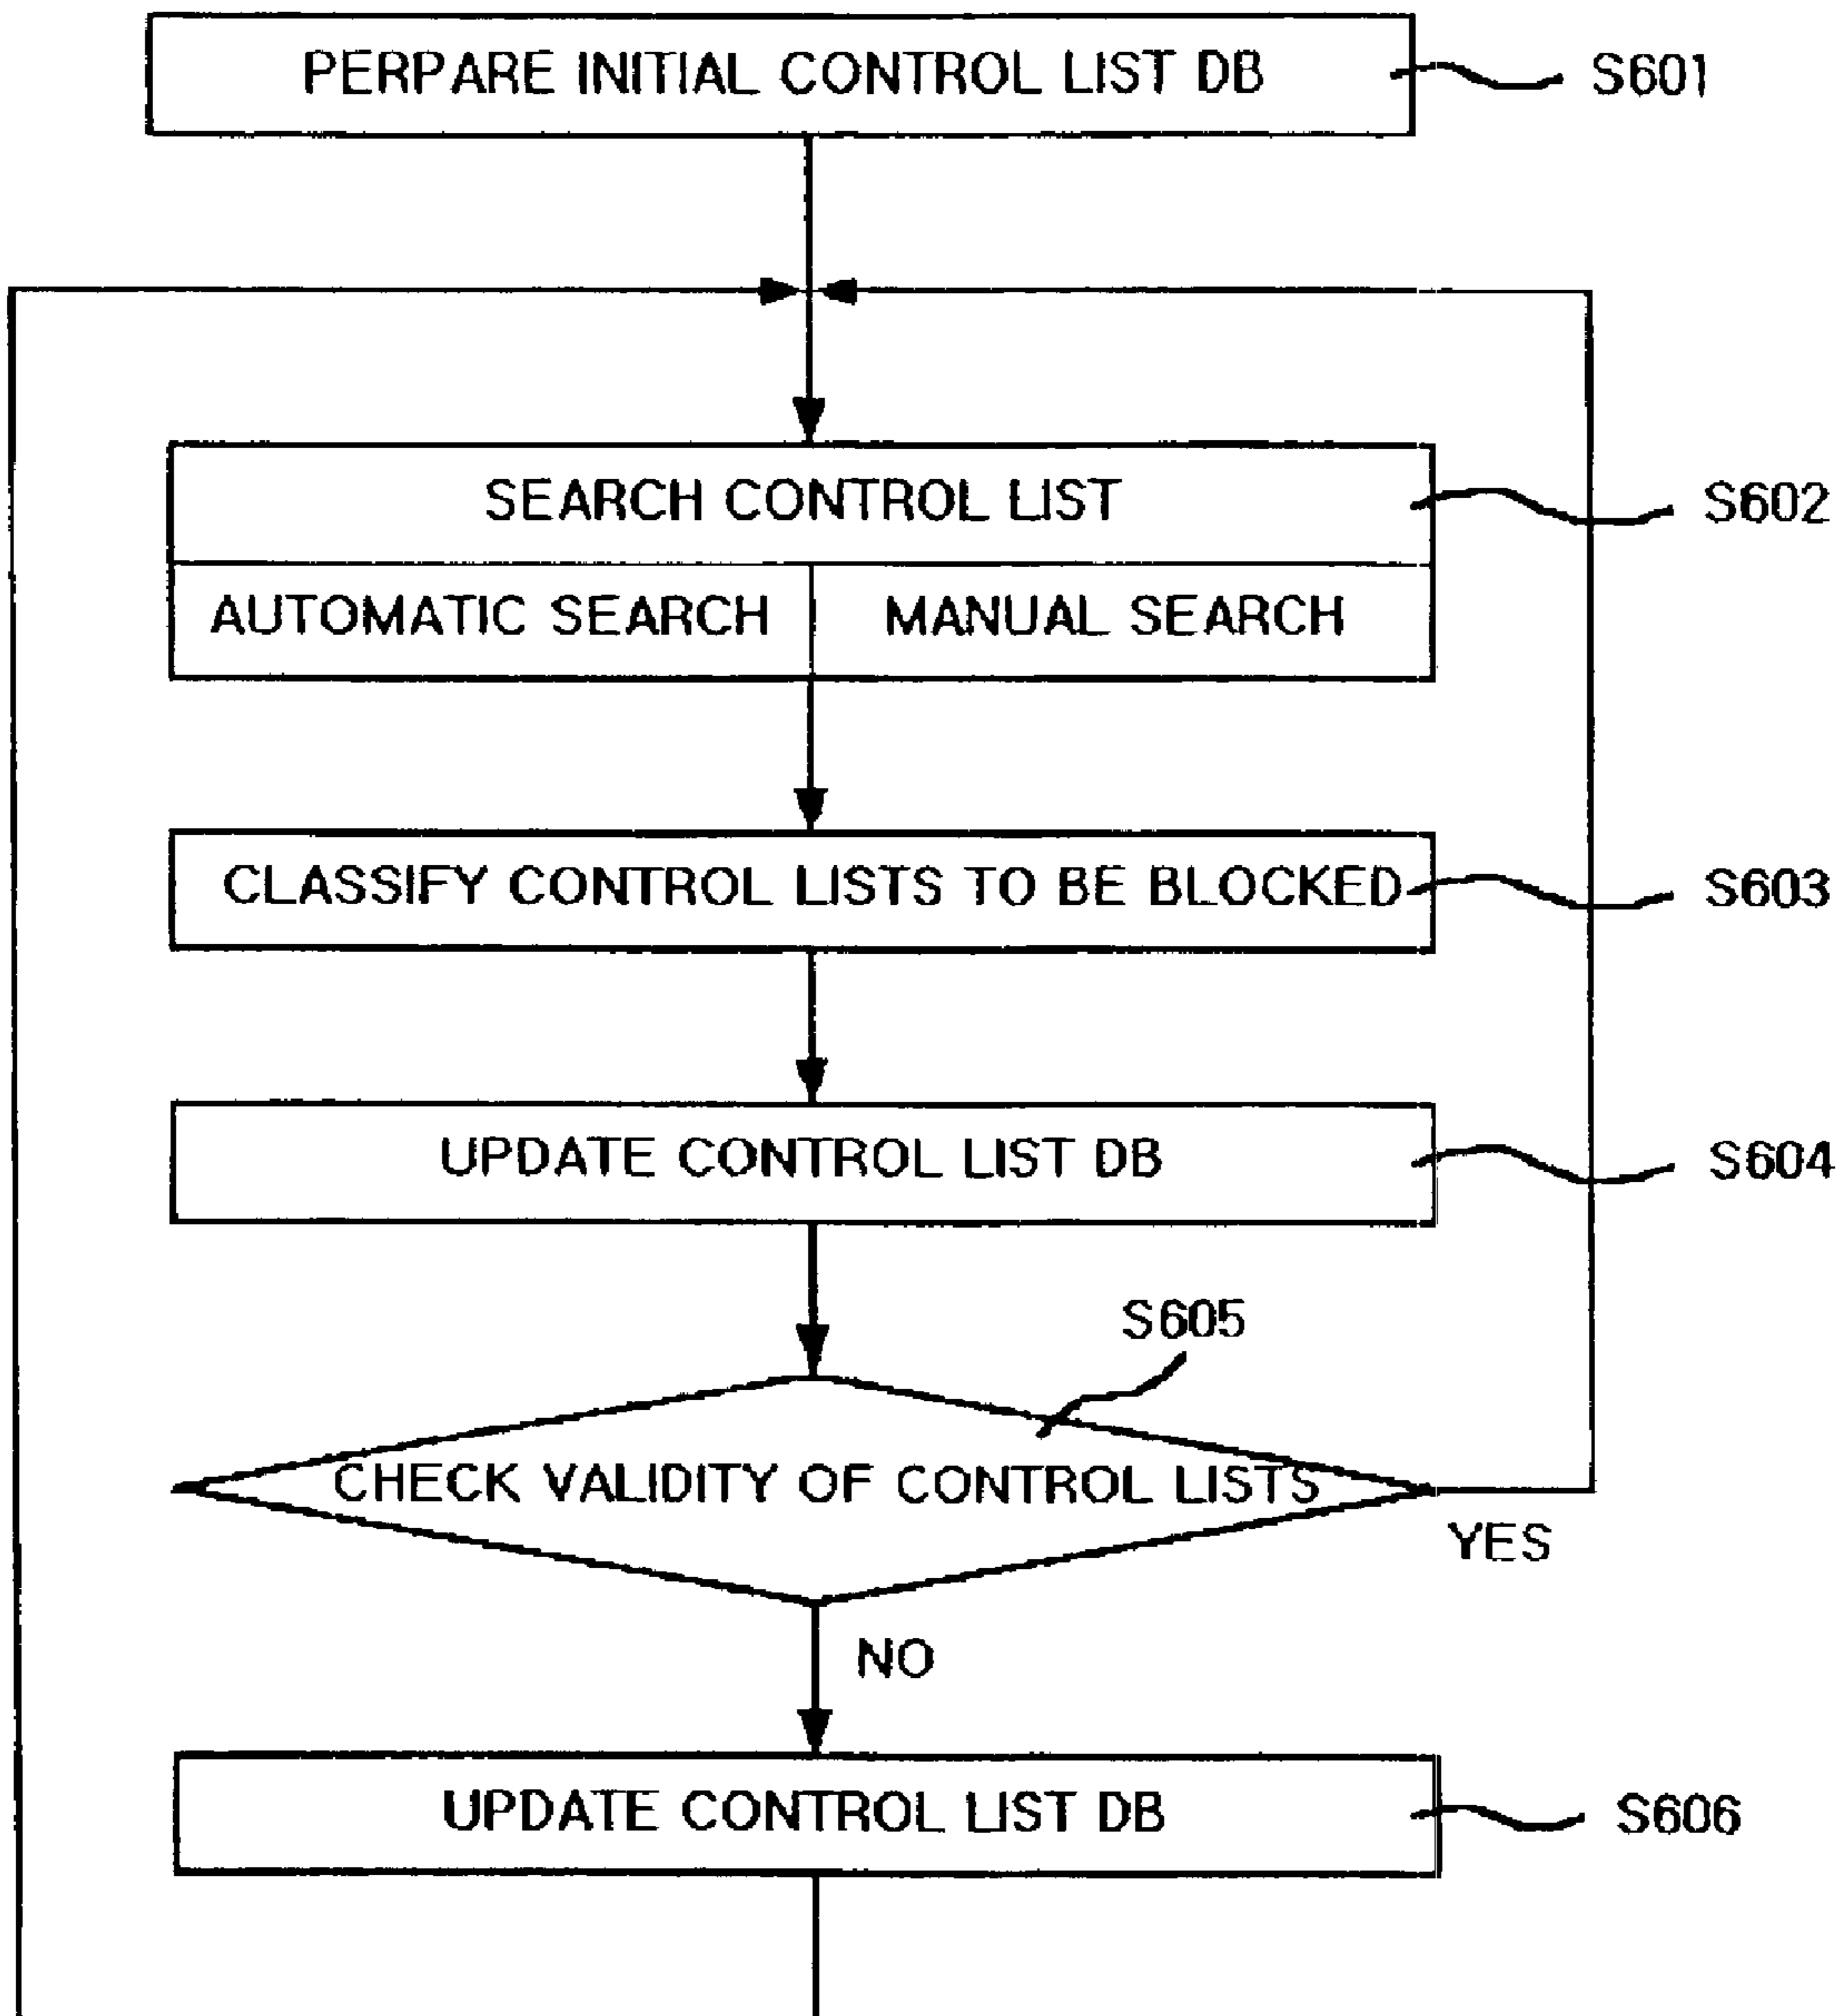 PERPARE INITIAL CONTROL LIST DB
S601
SEARCH CONTROL LIST
S602
AUTOMATIC SEARCH
MANUAL SEARCH
CLASSIFY CONTROL LISTS TO BE BLOCKED
S603
UPDATE CONTROL LIST DB
S604
S605
CHECK VALIDITY OF CONTROL LISTS
YES
NO
UPDATE CONTROL LIST DB
S606